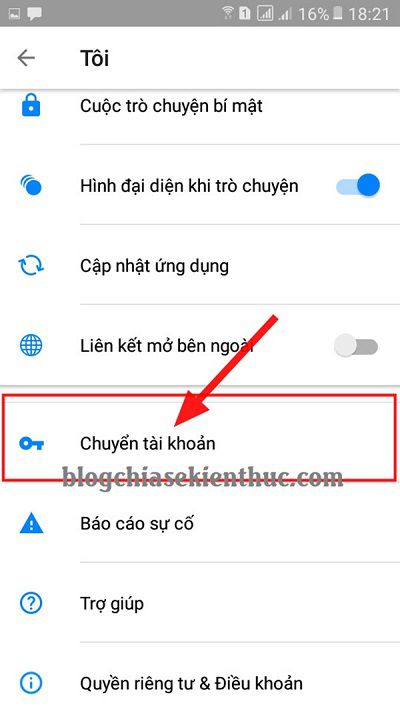 16% 18:21
Tôi
Cuộc trò chuyện bí mật
Hình đại diện khi trò chuyện
Cập nhật ứng dụng
Liên kết mở bên ngoài
Chuyển tài khoản
blogchiasekienthuc.com
Báo cáo sự cố
Trợ giúp
Quyền riêng tư & Điều khoản